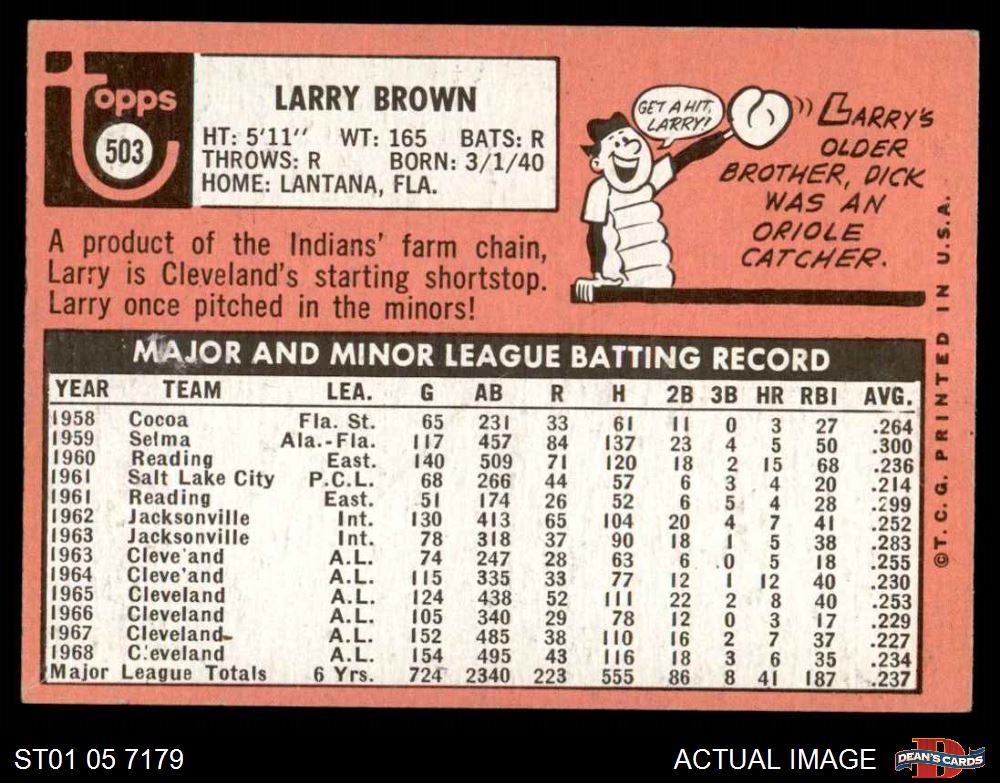 topps
503
LARRY BROWN
HT: 5'11" WT: 165 BATS: R
THROWS: R BORN: 3/1/40
HOME: LANTANA, FLA.
GET A HIT,
LARRY!
LARRY'S
OLDER
BROTHER, DICK
WAS AN
ORIOLE
CATCHER.
A product of the Indians' farm chain,
Larry is Cleveland's starting shortstop.
Larry once pitched in the minors!
MAJOR AND MINOR LEAGUE BATTING RECORD
YEAR TEAM LEA. G AB R H 2B 3B HR RBI AVG.
1958 Cocoa Fla. St. 65 231 33 61 11 0 3 27 .264
1959 Selma Ala.-Fla. 117 457 84 137 23 4 5 50 .300
1960 Reading East. 140 509 71 120 18 2 15 68 .236
1961 Salt Lake City P.C.L. 68 266 44 57 6 3 4 20 .214
1961 Reading East. 51 174 26 52 6 5 4 28 .299
1962 Jacksonville Int. 130 413 65 104 20 4 7 41 .252
1963 Jacksonville Int. 78 318 37 90 18 1 5 38 .283
1963 Cleveland A.L. 74 247 28 63 6 0 5 18 .255
1964 Cleveland A.L. 115 335 33 77 12 1 12 40 .230
1965 Cleveland A.L. 124 438 52 111 22 2 8 40 .253
1966 Cleveland A.L. 105 340 29 78 12 0 3 17 .229
1967 Cleveland A.L. 152 485 38 110 16 2 7 37 .227
1968 Cleveland A.L. 154 495 43 116 18 3 6 35 .234
Major League Totals 6 Yrs. 724 2340 223 555 86 8 41 187 .237
©T.C.G. PRINTED IN U.S.A.
ST01 05 7179
ACTUAL IMAGE
D
DEAN'S CARDS